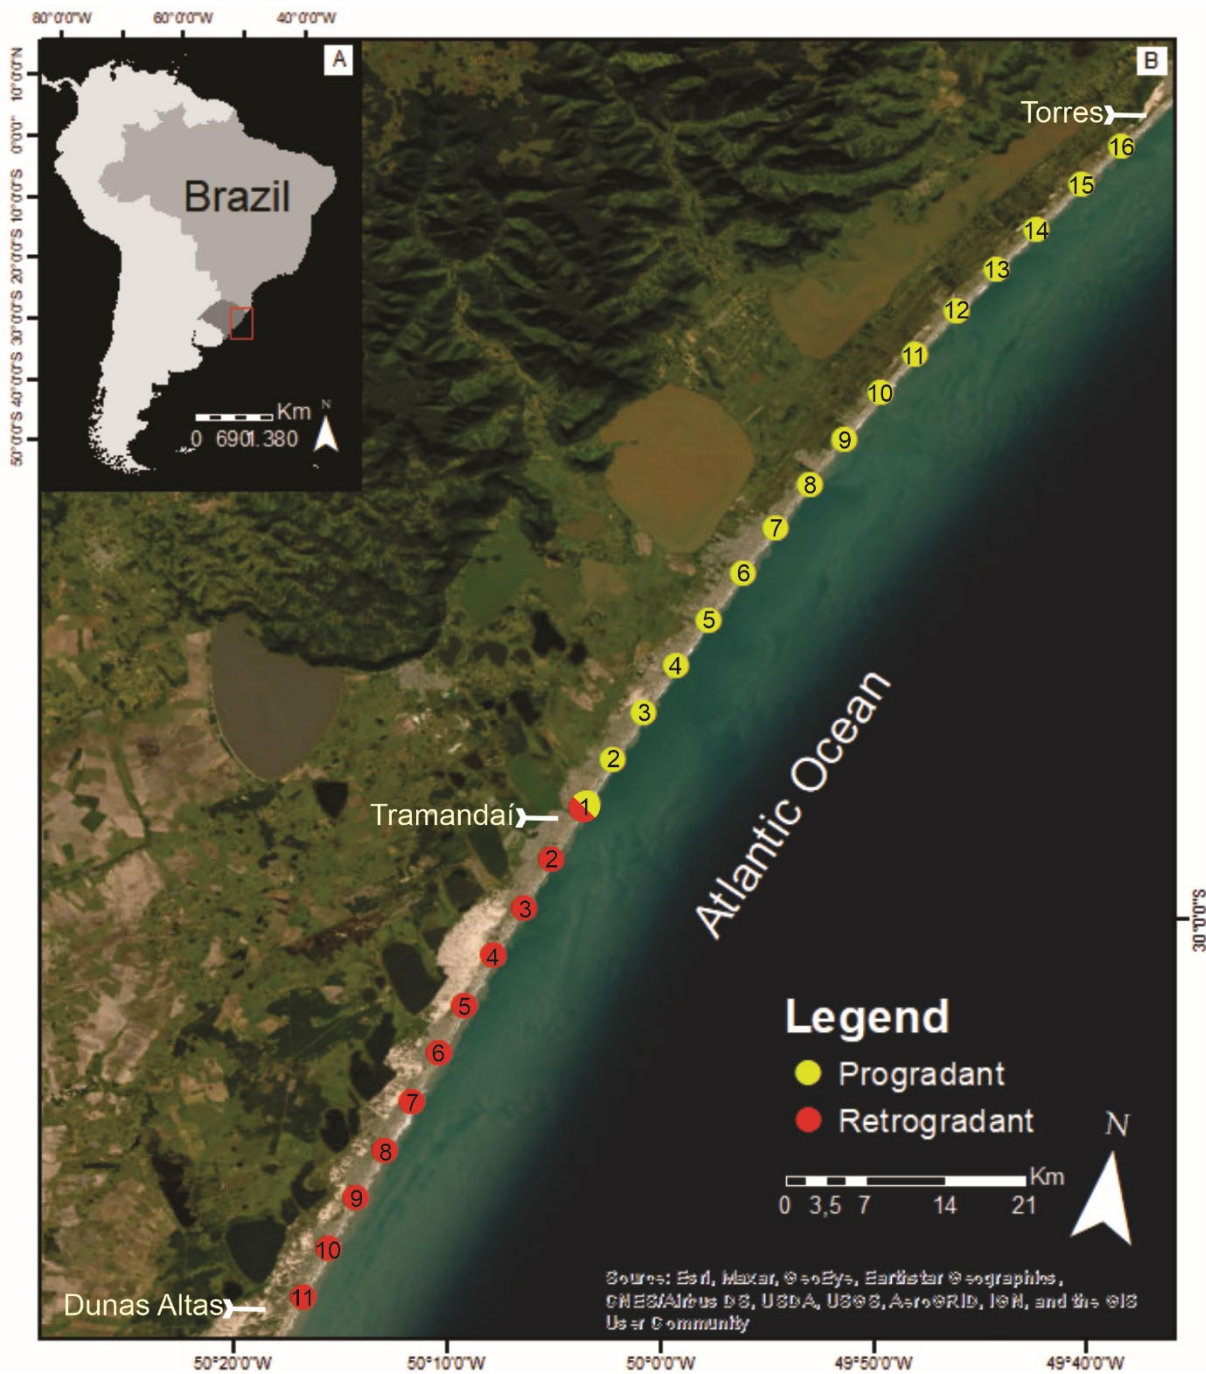 80°0'0"W 60°0'0"W 40°0'0"W
A
B
10°0'0"N
0°0'0"
10°0'0"S
20°0'0"S
30°0'0"S
40°0'0"S
50°0'0"S
Brazil
Km
0 690 1.380
N
Torres
16
15
14
13
12
11
10
9
8
7
6
5
4
3
2
1
Tramandaí
2
3
4
5
6
7
8
9
10
11
Dunas Altas
Atlantic Ocean
30°0'0"S
Legend
Progradant
Retrogradant
N
Km
0 3,5 7 14 21
Source: Esri, Maxar, GeoEye, Earthstar Geographics,
CNES/Airbus DS, USDA, USGS, AeroGRID, IGN, and the GIS
User Community
50°20'0"W 50°10'0"W 50°0'0"W 49°50'0"W 49°40'0"W